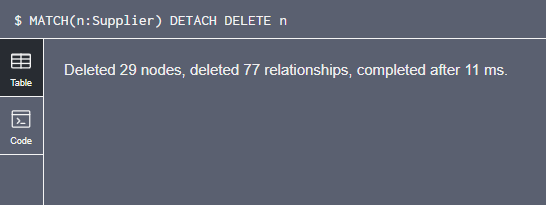 $ MATCH(n:Supplier) DETACH DELETE n
Deleted 29 nodes, deleted 77 relationships, completed after 11 ms.
Table
Code